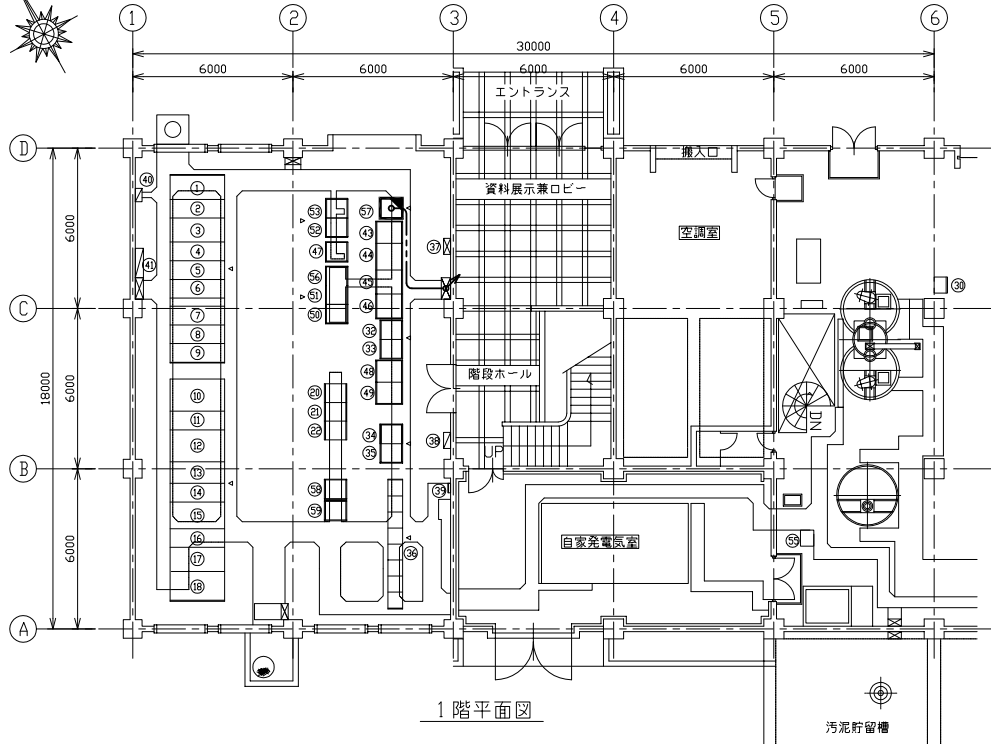 1 2 3 4 5 6
30000
6000 6000 6000 6000 6000
エントランス
D
搬入口
40 1 資料展示兼ロビー
2 53 57
3 52 43 空調室
6000
4 47 44 37
41 5 56 45
6 51 46 30
C
7 50
8 32
9 33
階段ホール
18000
6000
10 20 48
11 21 49 DN
12 22 34 38
UP
B
13 35
14 58 39
15 59
16 36 自家発電気室 55
6000
17
18
A
1階平面図
汚泥貯留槽